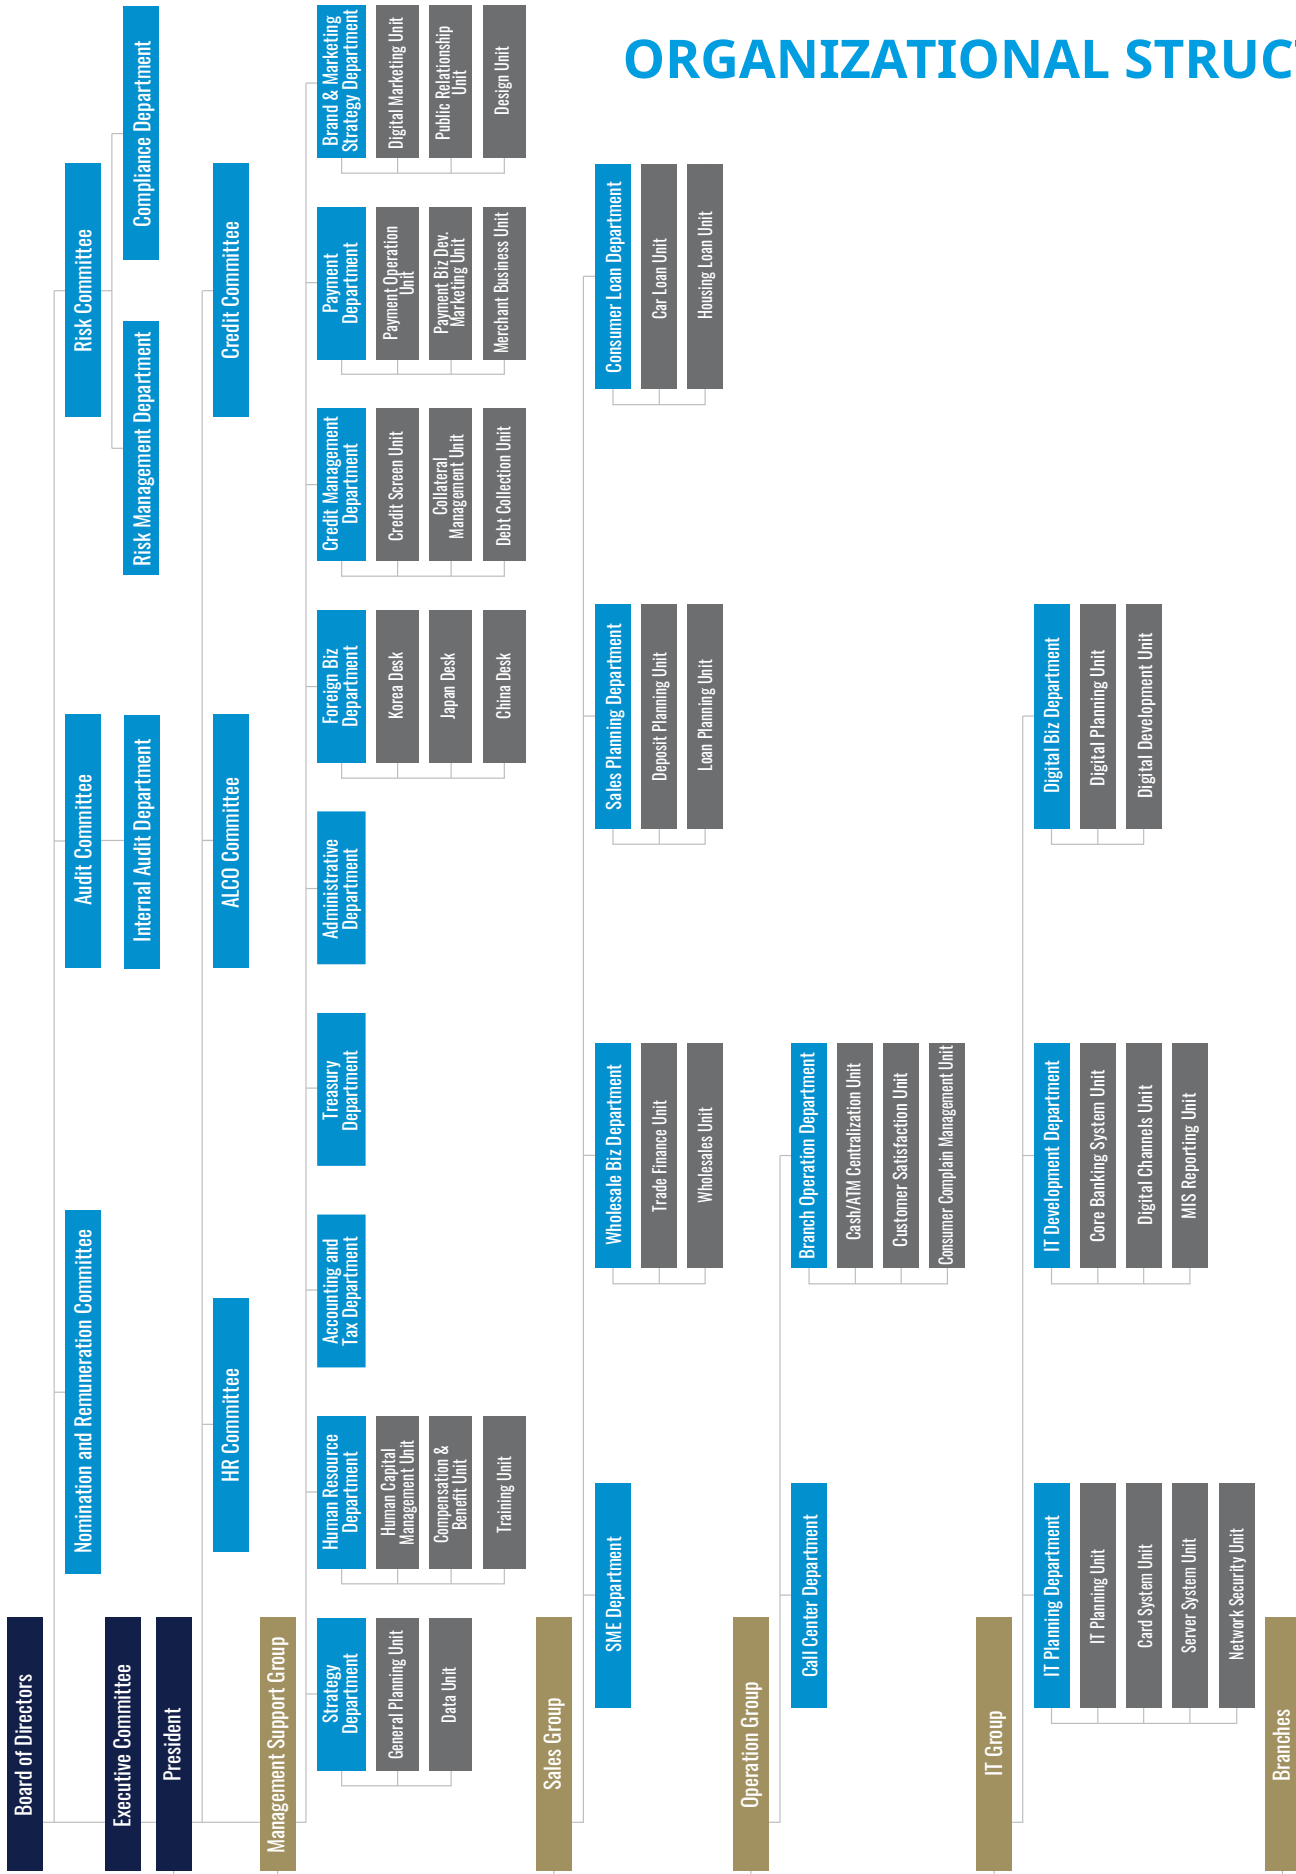 ORGANIZATIONAL STRUCT
Board of Directors
Nomination and Remuneration Committee
Audit Committee
Risk Committee
Internal Audit Department
Risk Management Department
Compliance Department
Executive Committee
President
HR Committee
ALCO Committee
Credit Committee
Management Support Group
Strategy
Department
General Planning Unit
Data Unit
Human Resource
Department
Human Capital
Management Unit
Compensation &
Benefit Unit
Training Unit
Accounting and
Tax Department
Treasury
Department
Administrative
Department
Foreign Biz
Department
Korea Desk
Japan Desk
China Desk
Credit Management
Department
Credit Screen Unit
Collateral
Management Unit
Debt Collection Unit
Payment
Department
Payment Operation
Unit
Payment Biz Dev.
Marketing Unit
Merchant Business Unit
Brand & Marketing
Strategy Department
Digital Marketing Unit
Public Relationship
Unit
Design Unit
Sales Group
SME Department
Wholesale Biz Department
Trade Finance Unit
Wholesales Unit
Sales Planning Department
Deposit Planning Unit
Loan Planning Unit
Consumer Loan Department
Car Loan Unit
Housing Loan Unit
Operation Group
Call Center Department
Branch Operation Department
Cash/ATM Centralization Unit
Customer Satisfaction Unit
Consumer Complain Management Unit
IT Group
IT Planning Department
IT Planning Unit
Card System Unit
Server System Unit
Network Security Unit
IT Development Department
Core Banking System Unit
Digital Channels Unit
MIS Reporting Unit
Digital Biz Department
Digital Planning Unit
Digital Development Unit
Branches